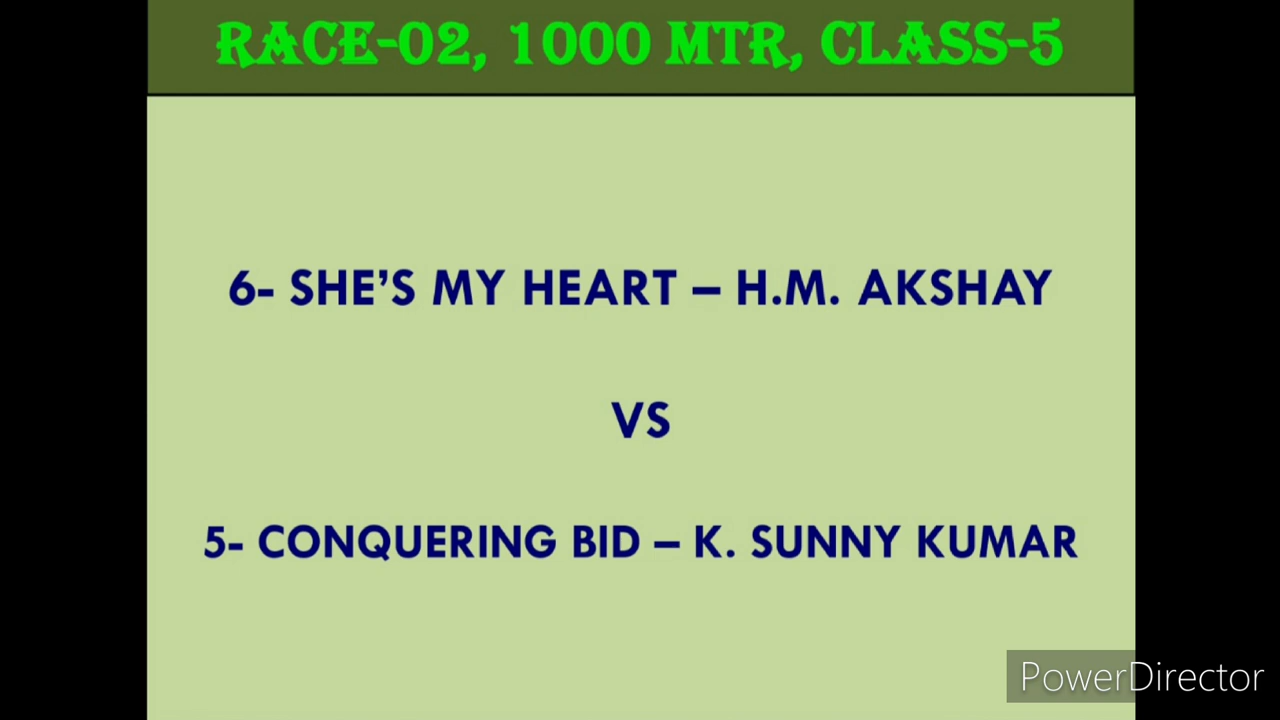 RACE-02, 1000 MTR, CLASS-5
6- SHE'S MY HEART – H.M. AKSHAY
VS
5- CONQUERING BID – K. SUNNY KUMAR
PowerDirector